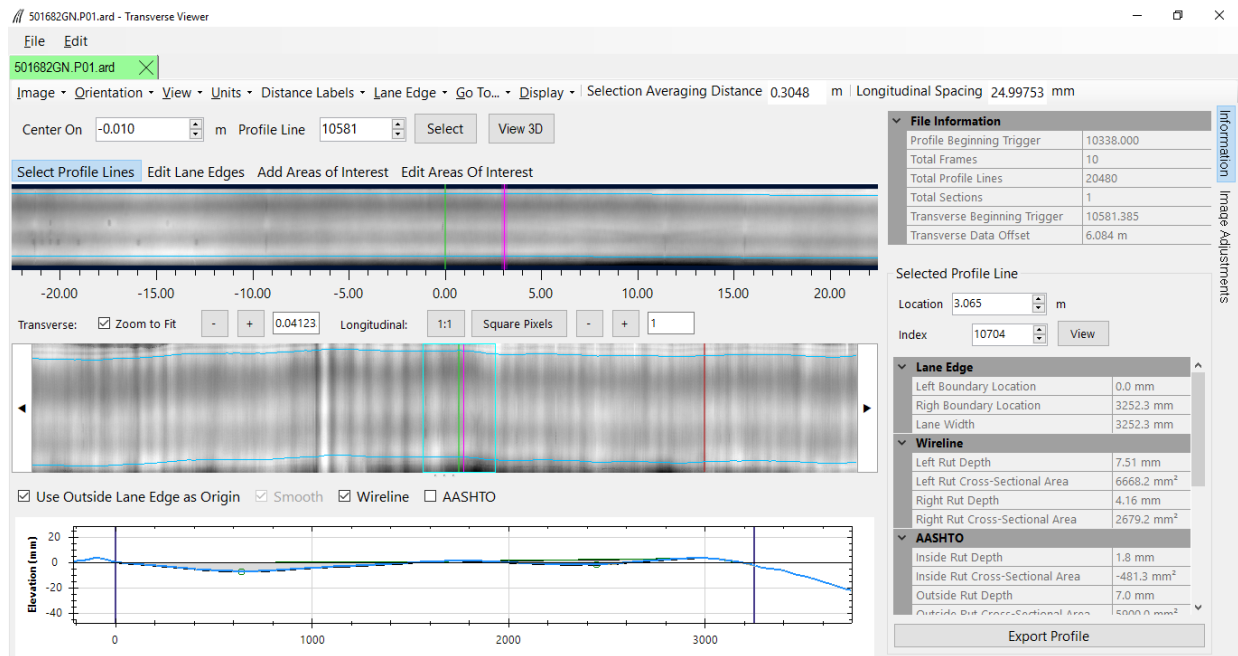 501682GN.P01.ard - Transverse Viewer
File Edit
501682GN.P01.ard
Image Orientation View Units Distance Labels Lane Edge Go To... Display Selection Averaging Distance 0.3048 m Longitudinal Spacing 24.99753 mm
Center On -0.010 m Profile Line 10581 Select View 3D
Select Profile Lines Edit Lane Edges Add Areas of Interest Edit Areas Of Interest
-20.00 -15.00 -10.00 -5.00 0.00 5.00 10.00 15.00 20.00
Transverse: Zoom to Fit - + 0.04123 Longitudinal: 1:1 Square Pixels - + 1
Use Outside Lane Edge as Origin Smooth Wireline AASHTO
Elevation (mm)
20
0
-20
-40
0 1000 2000 3000
File Information
Profile Beginning Trigger 10338.000
Total Frames 10
Total Profile Lines 20480
Total Sections 1
Transverse Beginning Trigger 10581.385
Transverse Data Offset 6.084 m
Selected Profile Line
Location 3.065 m
Index 10704 View
Lane Edge
Left Boundary Location 0.0 mm
Righ Boundary Location 3252.3 mm
Lane Width 3252.3 mm
Wireline
Left Rut Depth 7.51 mm
Left Rut Cross-Sectional Area 6668.2 mm²
Right Rut Depth 4.16 mm
Right Rut Cross-Sectional Area 2679.2 mm²
AASHTO
Inside Rut Depth 1.8 mm
Inside Rut Cross-Sectional Area -481.3 mm²
Outside Rut Depth 7.0 mm
Outside Rut Cross-Sectional Area 5900.0 mm²
Export Profile
Information
Image Adjustments